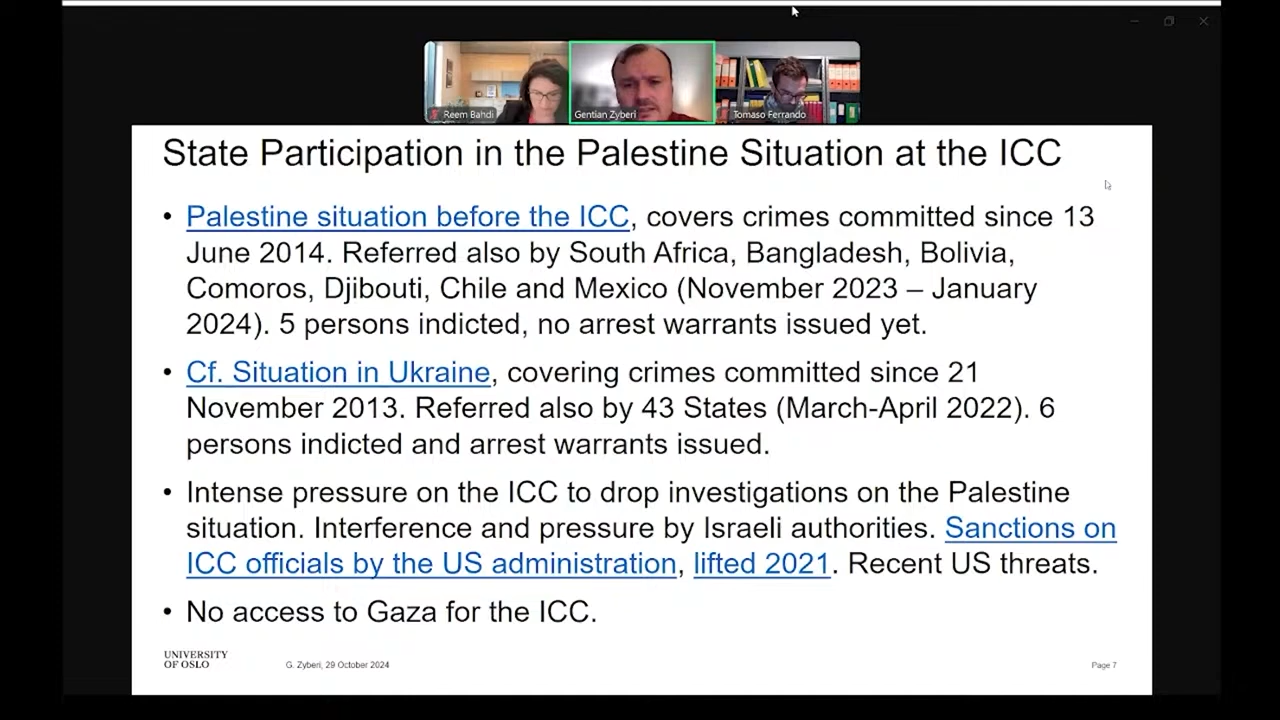 Reem Bahdi
Gentian Zyberi
Tomaso Ferrando
State Participation in the Palestine Situation at the ICC
• Palestine situation before the ICC, covers crimes committed since 13
June 2014. Referred also by South Africa, Bangladesh, Bolivia,
Comoros, Djibouti, Chile and Mexico (November 2023 – January
2024). 5 persons indicted, no arrest warrants issued yet.
• Cf. Situation in Ukraine, covering crimes committed since 21
November 2013. Referred also by 43 States (March-April 2022). 6
persons indicted and arrest warrants issued.
• Intense pressure on the ICC to drop investigations on the Palestine
situation. Interference and pressure by Israeli authorities. Sanctions on
ICC officials by the US administration, lifted 2021. Recent US threats.
• No access to Gaza for the ICC.
UNIVERSITY
OF OSLO
G. Zyberi, 29 October 2024
Page 7